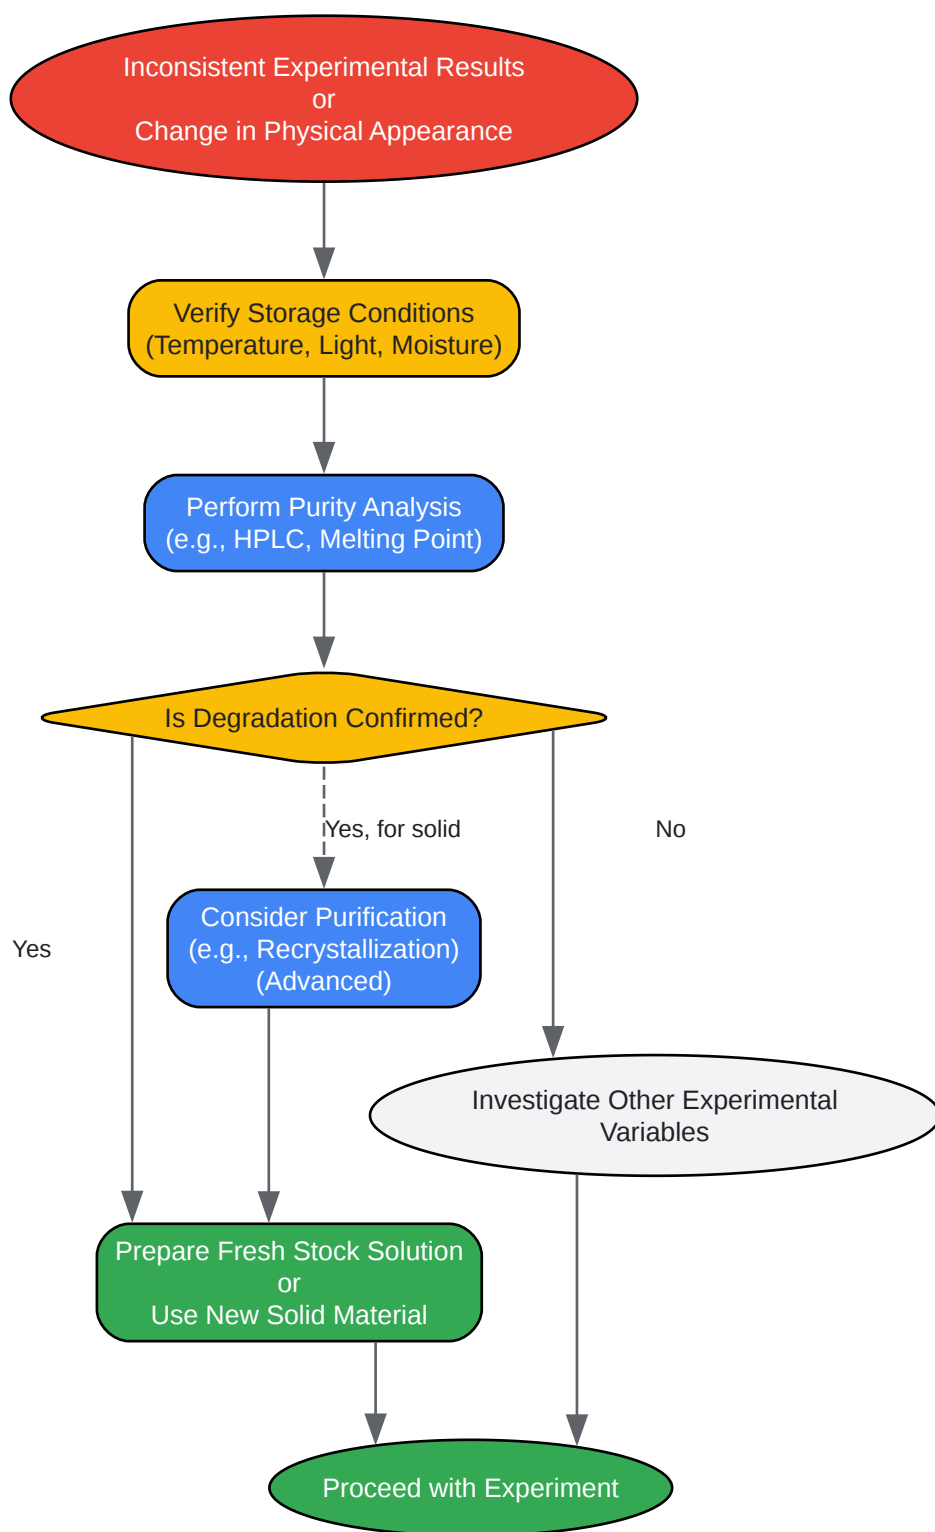 Inconsistent Experimental Results
or
Change in Physical Appearance
Verify Storage Conditions
(Temperature, Light, Moisture)
Perform Purity Analysis
(e.g., HPLC, Melting Point)
Is Degradation Confirmed?
Yes, for solid
No
Consider Purification
(e.g., Recrystallization)
(Advanced)
Yes
Investigate Other Experimental
Variables
Prepare Fresh Stock Solution
or
Use New Solid Material
Proceed with Experiment